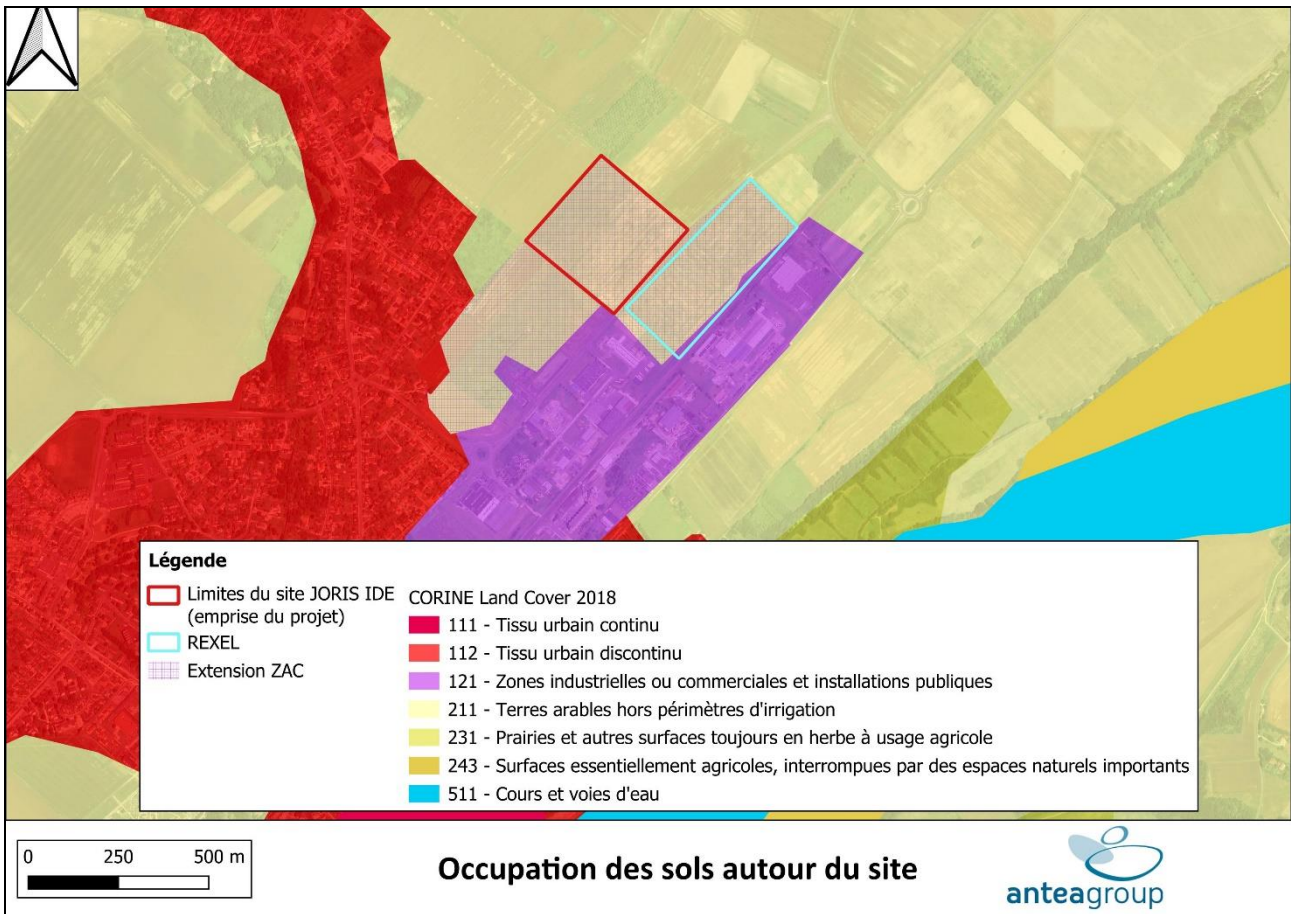 Légende
Limites du site JORIS IDE
(emprise du projet)
REXEL
Extension ZAC
CORINE Land Cover 2018
111 - Tissu urbain continu
112 - Tissu urbain discontinu
121 - Zones industrielles ou commerciales et installations publiques
211 - Terres arables hors périmètres d'irrigation
231 - Prairies et autres surfaces toujours en herbe à usage agricole
243 - Surfaces essentiellement agricoles, interrompues par des espaces naturels importants
511 - Cours et voies d'eau
0 250 500 m
Occupation des sols autour du site
anteagroup